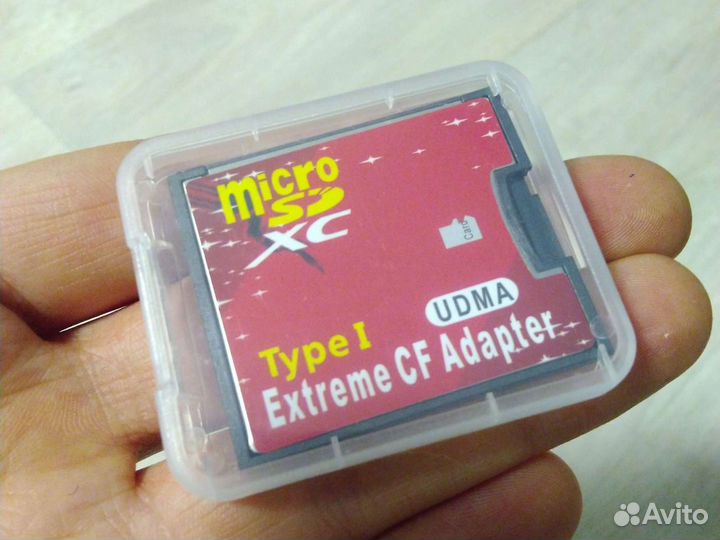 micro
SD
XC
Card
UDMA
Type I
Extreme CF Adapter
Avito